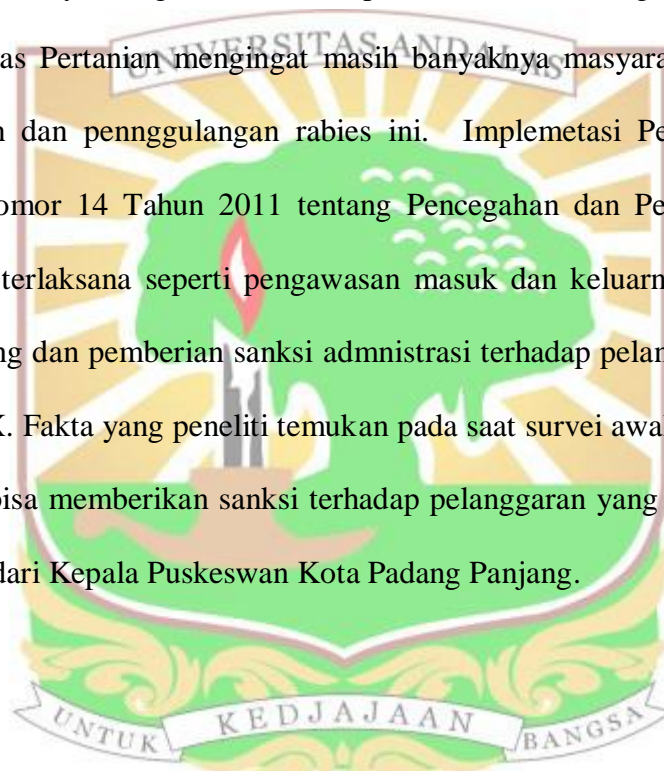 UNIVERSITAS ANDALAS
as Pertanian mengingat masih banyaknya masyara
n dan pennggulangan rabies ini. Implemetasi Pe
omor 14 Tahun 2011 tentang Pencegahan dan Pe
terlaksana seperti pengawasan masuk dan keluarn
ng dan pemberian sanksi admnistrasi terhadap pelan
X. Fakta yang peneliti temukan pada saat survei awal
bisa memberikan sanksi terhadap pelanggaran yang
dari Kepala Puskeswan Kota Padang Panjang.
UNTUK KEDJAJAAN BANGSA